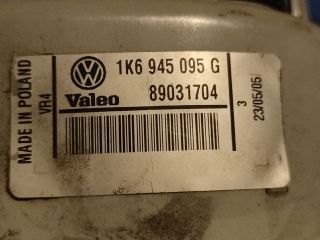 1K6 945 095 G
Valeo 89031704
MADE IN POLAND
VR4
3
23/05/05